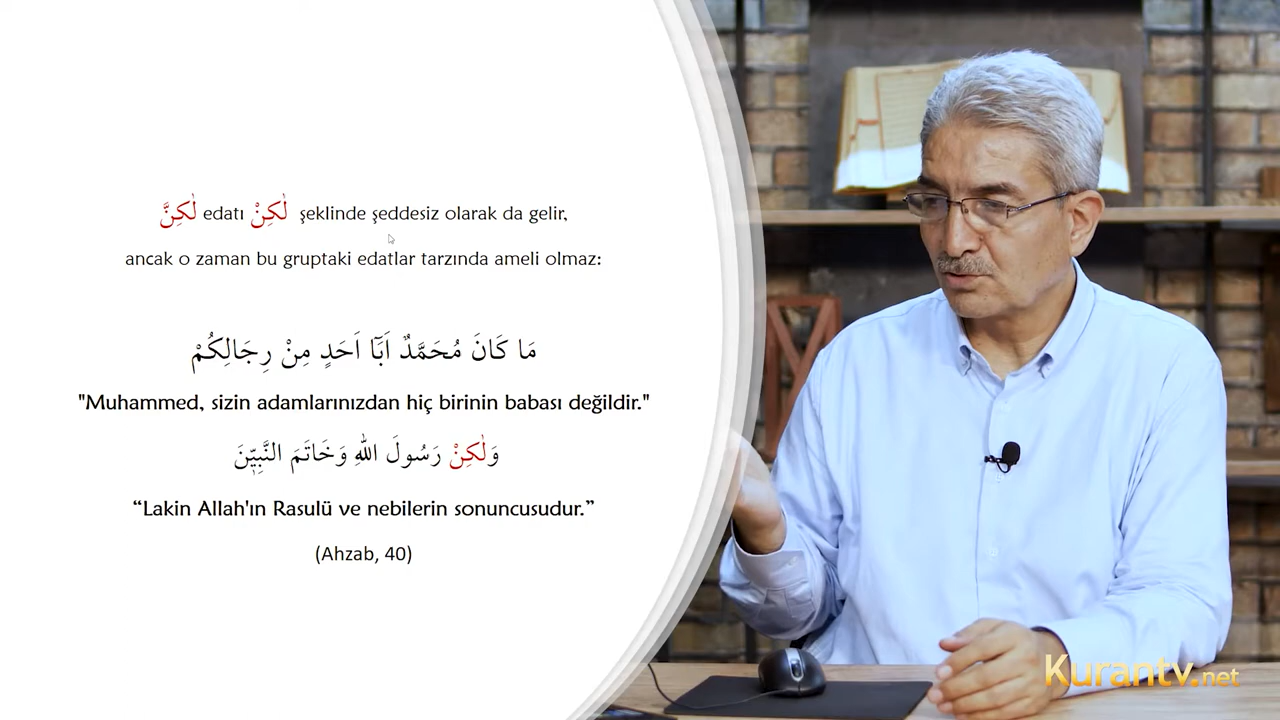 لٰكِنَّ edatı لٰكِنْ şeklinde şeddesiz olarak da gelir,
ancak o zaman bu gruptaki edatlar tarzında ameli olmaz:
مَا كَانَ مُحَمَّدٌ اَبَٓا اَحَدٍ مِنْ رِجَالِكُمْ
"Muhammed, sizin adamlarınızdan hiç birinin babası değildir."
وَلٰكِنْ رَسُولَ اللّٰهِ وَخَاتَمَ النَّبِيّ۪نَ
“Lakin Allah'ın Rasulü ve nebilerin sonuncusudur.”
(Ahzab, 40)
Kurantv.net